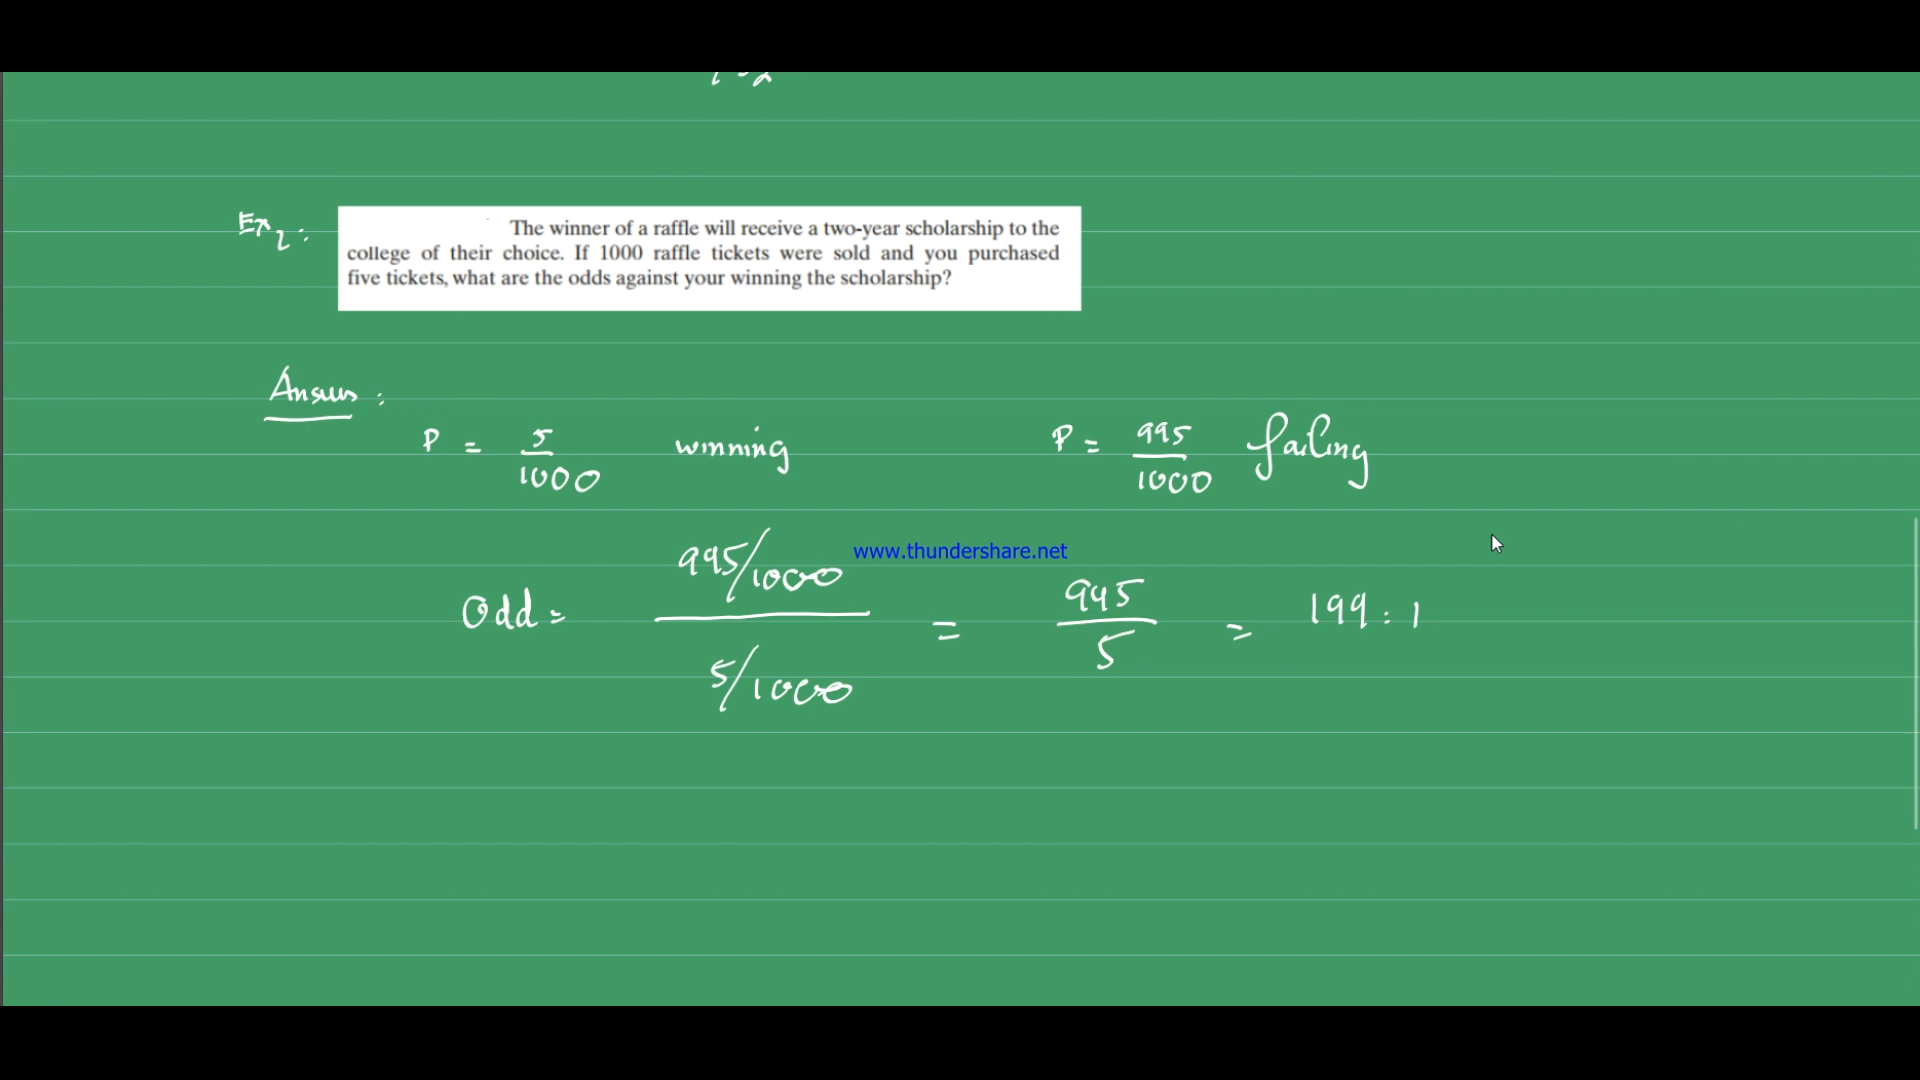 Ex 2 :
The winner of a raffle will receive a two-year scholarship to the
college of their choice. If 1000 raffle tickets were sold and you purchased
five tickets, what are the odds against your winning the scholarship?
Answer :
P = 5/1000 winning P = 995/1000 failing
www.thundershare.net
Odd = 995/1000 / 5/1000 = 995/5 = 199 : 1